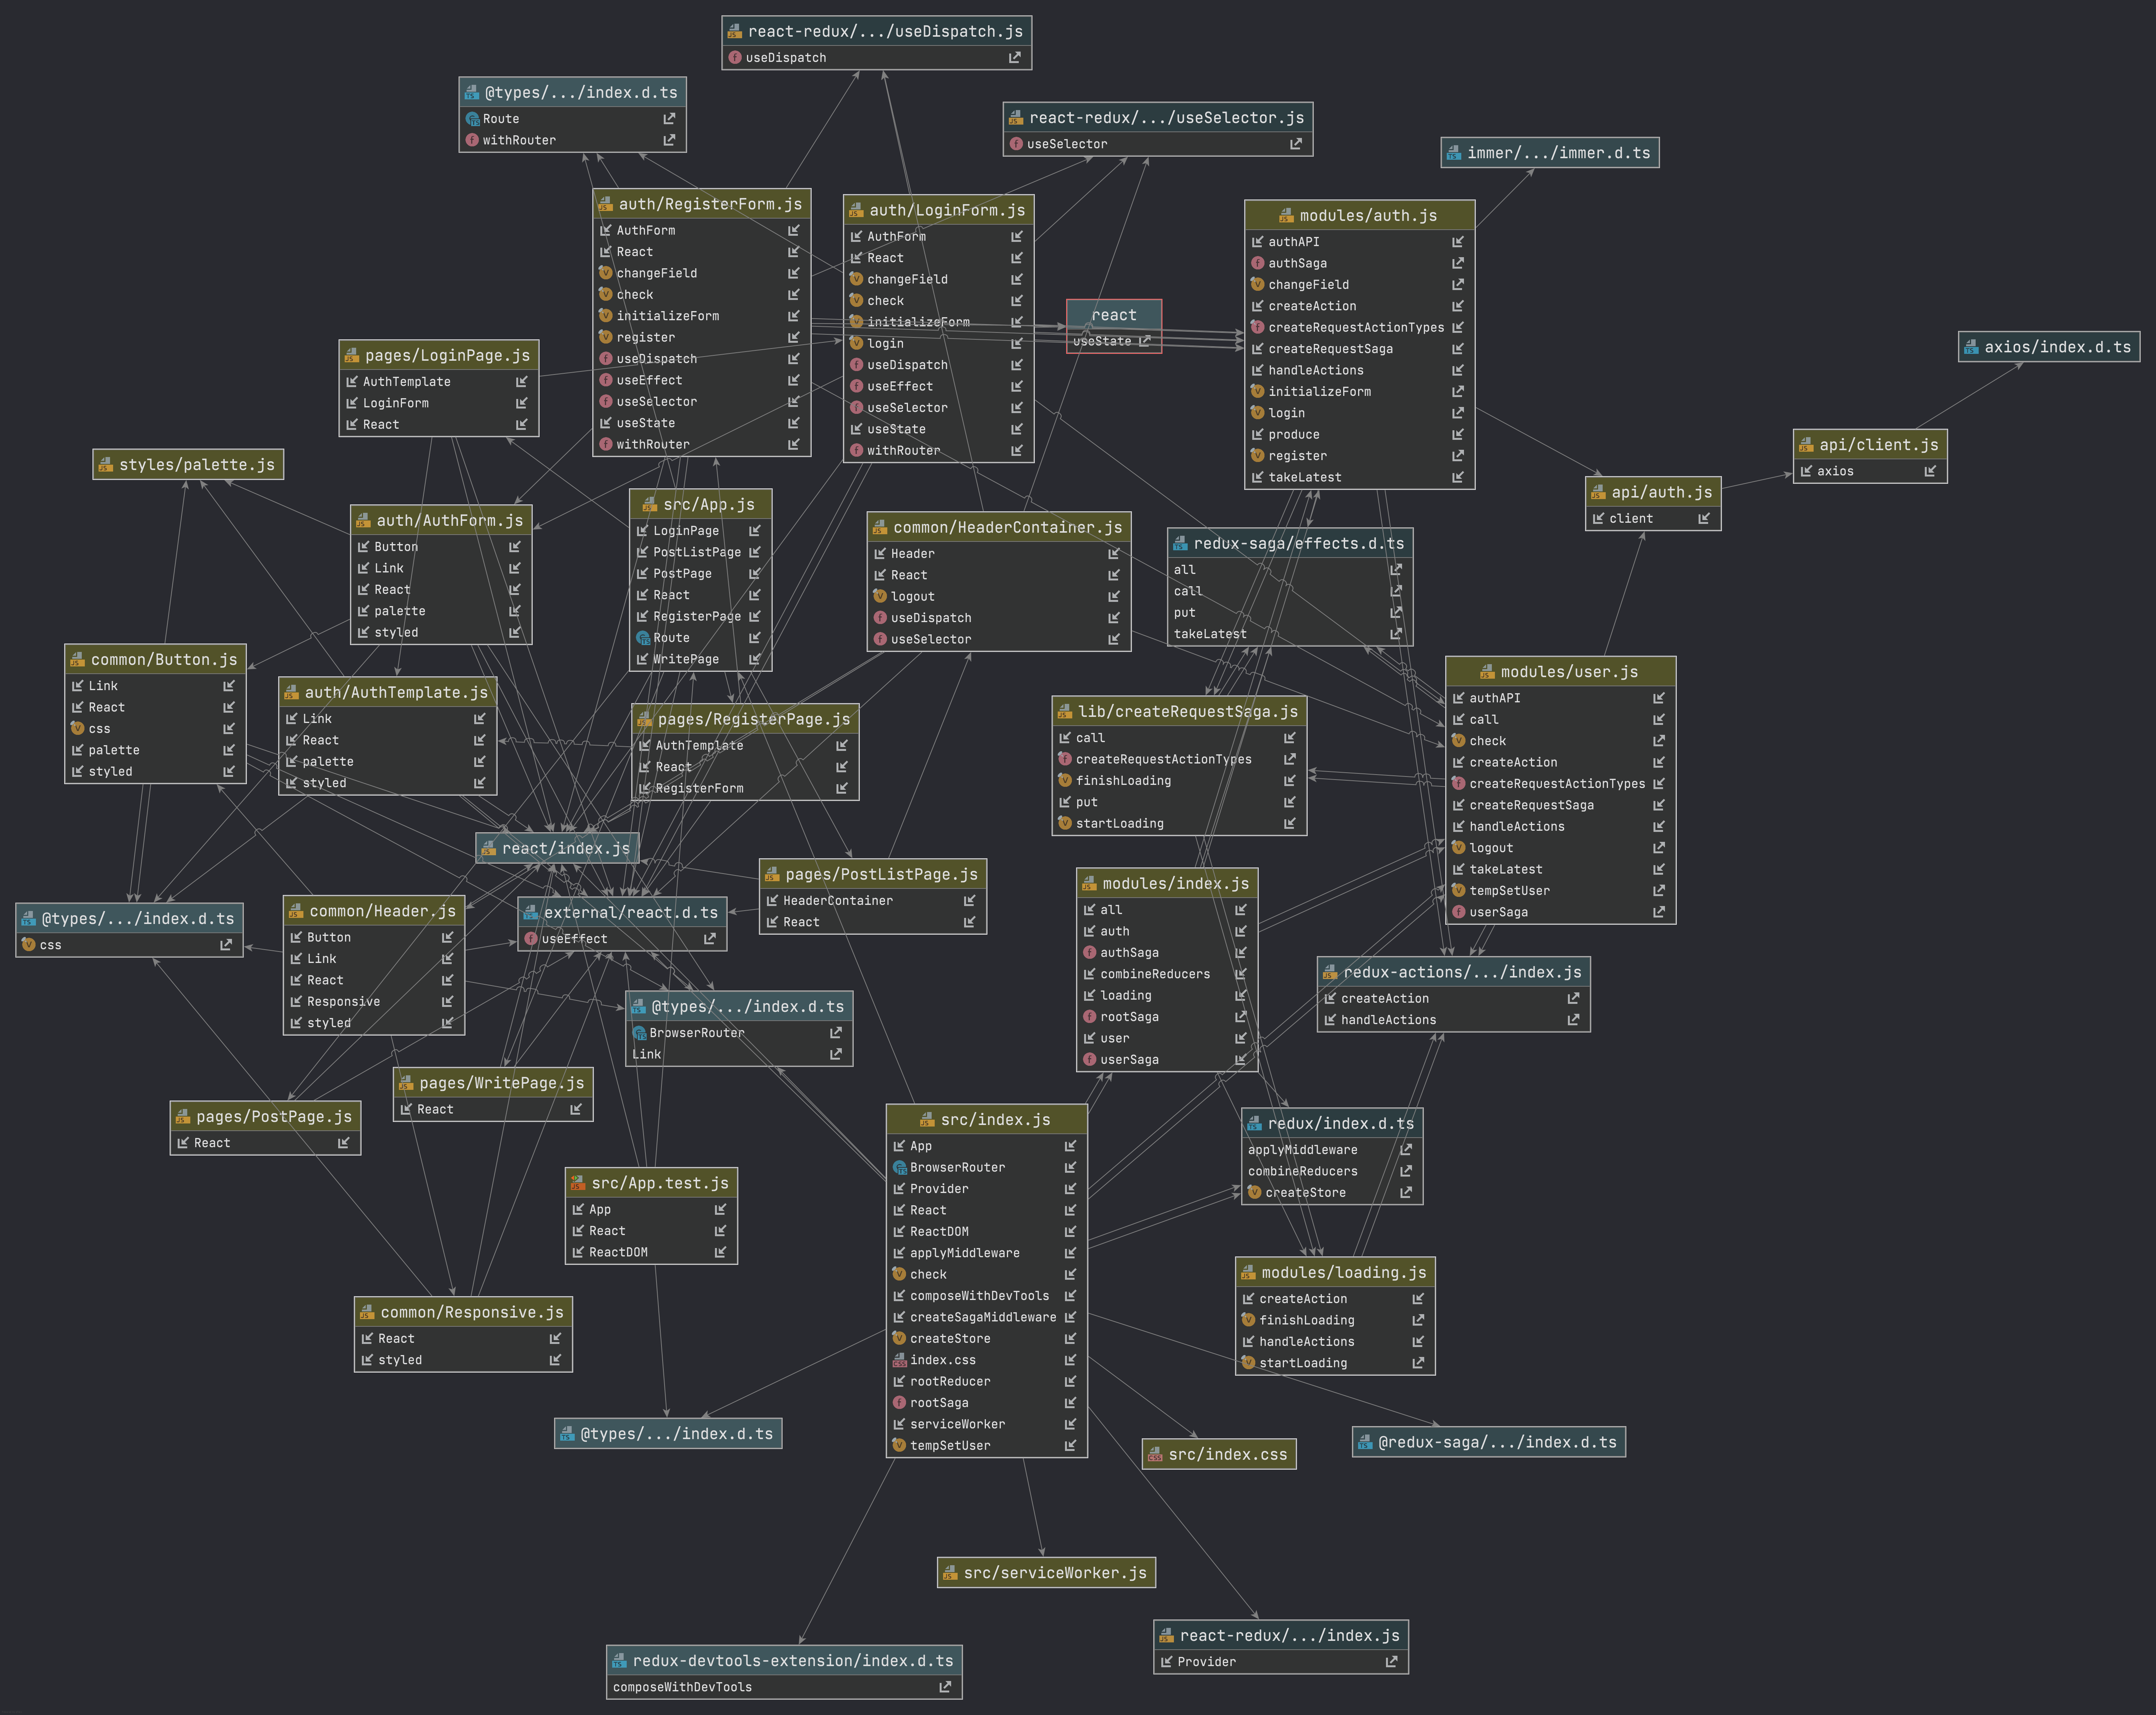 react-redux/.../useDispatch.js
useDispatch
@types/.../index.d.ts
Route
withRouter
react-redux/.../useSelector.js
useSelector
immer/.../immer.d.ts
auth/RegisterForm.js
AuthForm
React
changeField
check
initializeForm
register
useDispatch
useEffect
useSelector
useState
withRouter
auth/LoginForm.js
AuthForm
React
changeField
check
initializeForm
login
useDispatch
useEffect
useSelector
useState
withRouter
modules/auth.js
authAPI
authSaga
changeField
createAction
createRequestActionTypes
createRequestSaga
handleActions
initializeForm
login
produce
register
takeLatest
react
useState
axios/index.d.ts
pages/LoginPage.js
AuthTemplate
LoginForm
React
api/client.js
axios
styles/palette.js
api/auth.js
client
src/App.js
LoginPage
PostListPage
PostPage
React
RegisterPage
Route
WritePage
auth/AuthForm.js
Button
Link
React
palette
styled
common/HeaderContainer.js
Header
React
logout
useDispatch
useSelector
redux-saga/effects.d.ts
all
call
put
takeLatest
common/Button.js
Link
React
css
palette
styled
modules/user.js
authAPI
call
check
createAction
createRequestActionTypes
createRequestSaga
handleActions
logout
takeLatest
tempSetUser
userSaga
auth/AuthTemplate.js
Link
React
palette
styled
lib/createRequestSaga.js
call
createRequestActionTypes
finishLoading
put
startLoading
pages/RegisterPage.js
AuthTemplate
React
RegisterForm
react/index.js
pages/PostListPage.js
HeaderContainer
React
modules/index.js
all
auth
authSaga
combineReducers
loading
rootSaga
user
userSaga
common/Header.js
Button
Link
React
Responsive
styled
external/react.d.ts
useEffect
@types/.../index.d.ts
css
redux-actions/.../index.js
createAction
handleActions
@types/.../index.d.ts
BrowserRouter
Link
pages/WritePage.js
React
pages/PostPage.js
React
src/index.js
App
BrowserRouter
Provider
React
ReactDOM
applyMiddleware
check
composeWithDevTools
createSagaMiddleware
createStore
index.css
rootReducer
rootSaga
serviceWorker
tempSetUser
redux/index.d.ts
applyMiddleware
combineReducers
createStore
src/App.test.js
App
React
ReactDOM
modules/loading.js
createAction
finishLoading
handleActions
startLoading
common/Responsive.js
React
styled
@types/.../index.d.ts
@redux-saga/.../index.d.ts
src/index.css
src/serviceWorker.js
react-redux/.../index.js
Provider
redux-devtools-extension/index.d.ts
composeWithDevTools